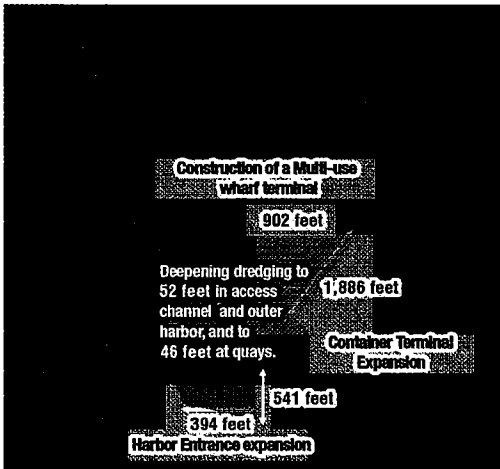 Construction of a Multi-use
wharf terminal
902 feet
Deepening dredging to
52 feet in access
channel and outer
harbor, and to
46 feet at quays.
1,886 feet
Container Terminal
Expansion
541 feet
394 feet
Harbor Entrance expansion